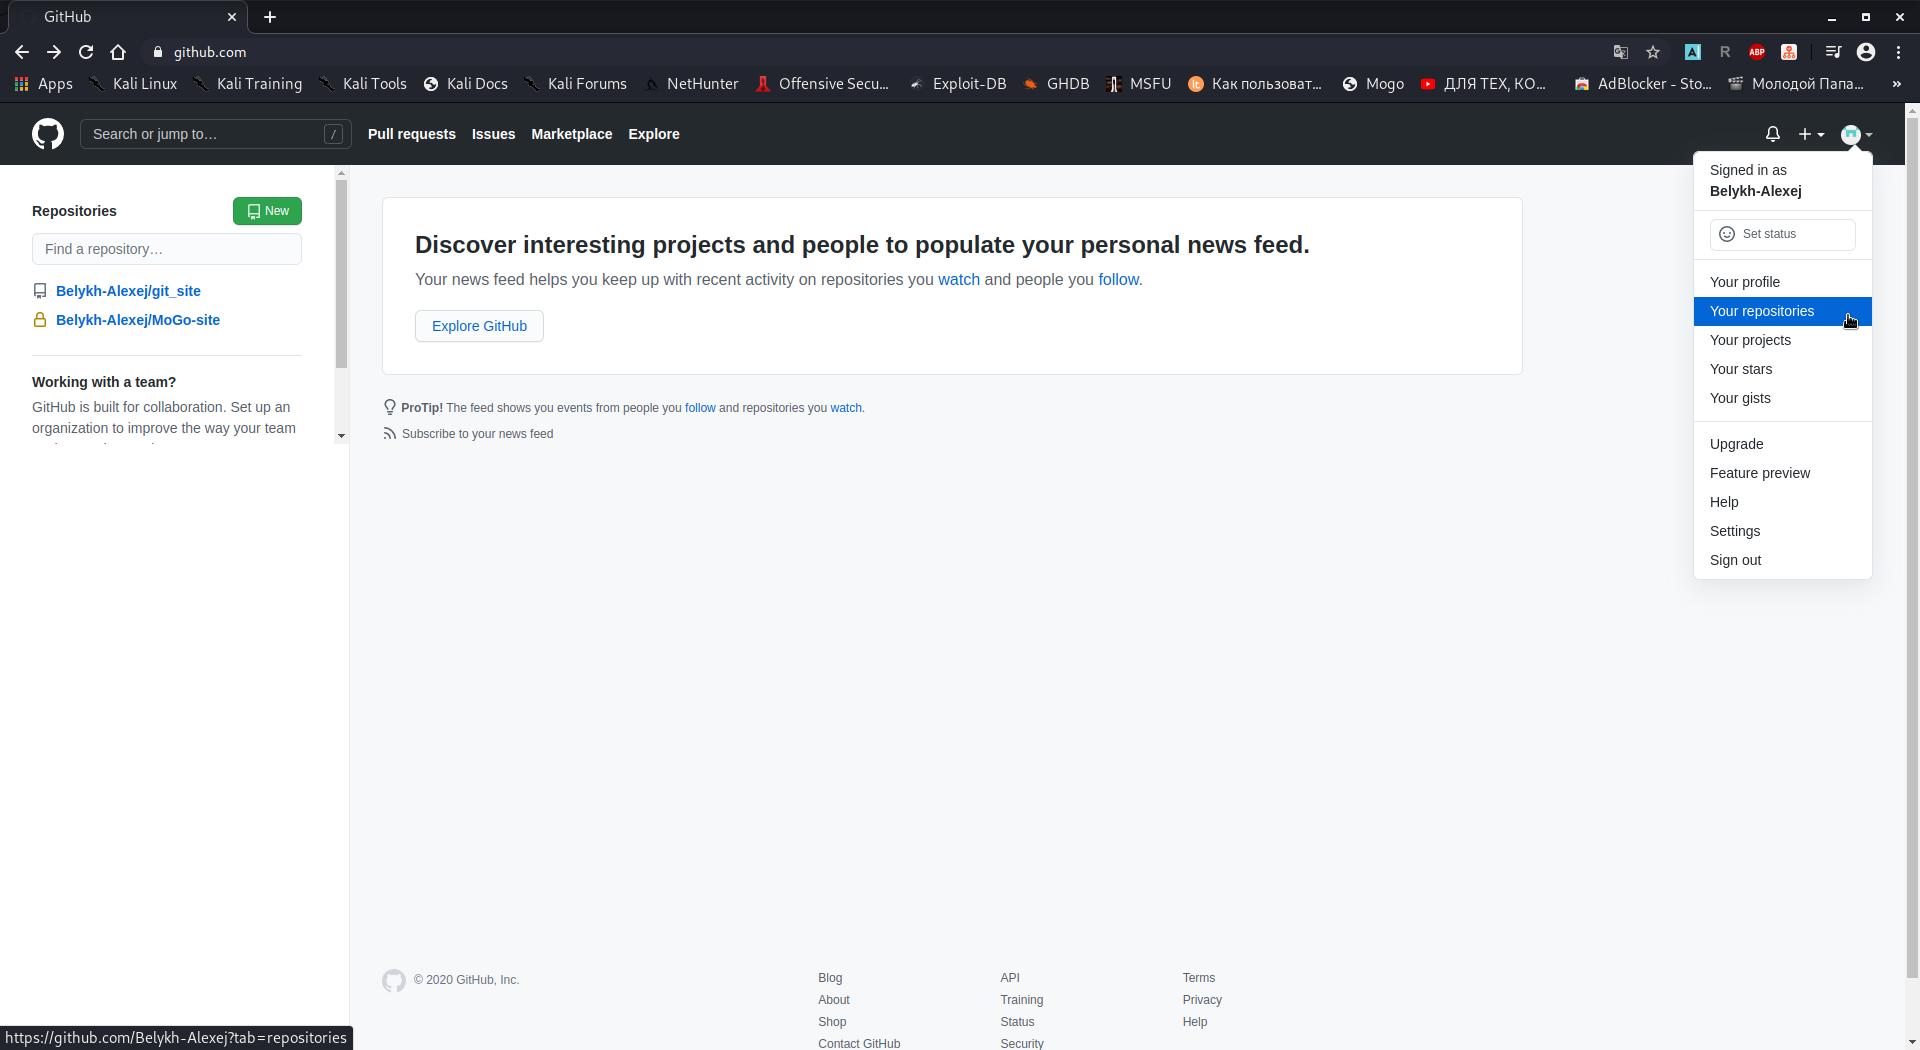 GitHub
github.com
Apps Kali Linux Kali Training Kali Tools Kali Docs Kali Forums NetHunter Offensive Secu... Exploit-DB GHDB MSFU Как пользоват... Mogo ДЛЯ ТЕХ, КО... AdBlocker - Sto... Молодой Папа... »
Search or jump to… / Pull requests Issues Marketplace Explore
Signed in as
Belykh-Alexej
Set status
Your profile
Your repositories
Your projects
Your stars
Your gists
Upgrade
Feature preview
Help
Settings
Sign out
Repositories New
Find a repository…
Belykh-Alexej/git_site
Belykh-Alexej/MoGo-site
Working with a team?
GitHub is built for collaboration. Set up an
organization to improve the way your team
Discover interesting projects and people to populate your personal news feed.
Your news feed helps you keep up with recent activity on repositories you watch and people you follow.
Explore GitHub
ProTip! The feed shows you events from people you follow and repositories you watch.
Subscribe to your news feed
© 2020 GitHub, Inc.
Blog
About
Shop
Contact GitHub
API
Training
Status
Security
Terms
Privacy
Help
https://github.com/Belykh-Alexej?tab=repositories